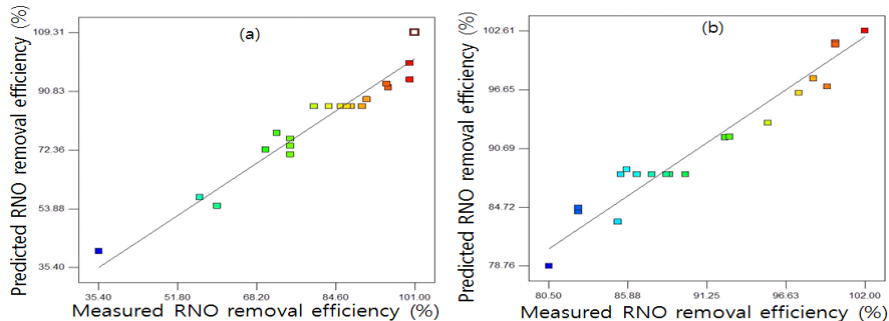 (a)
Predicted RNO removal efficiency (%)
109.31
90.83
72.36
53.88
35.40
35.40 51.80 68.20 84.60 101.00
Measured RNO removal efficiency (%)
(b)
Predicted RNO removal efficiency (%)
102.61
96.65
90.69
84.72
78.76
80.50 85.88 91.25 96.63 102.00
Measured RNO removal efficiency (%)